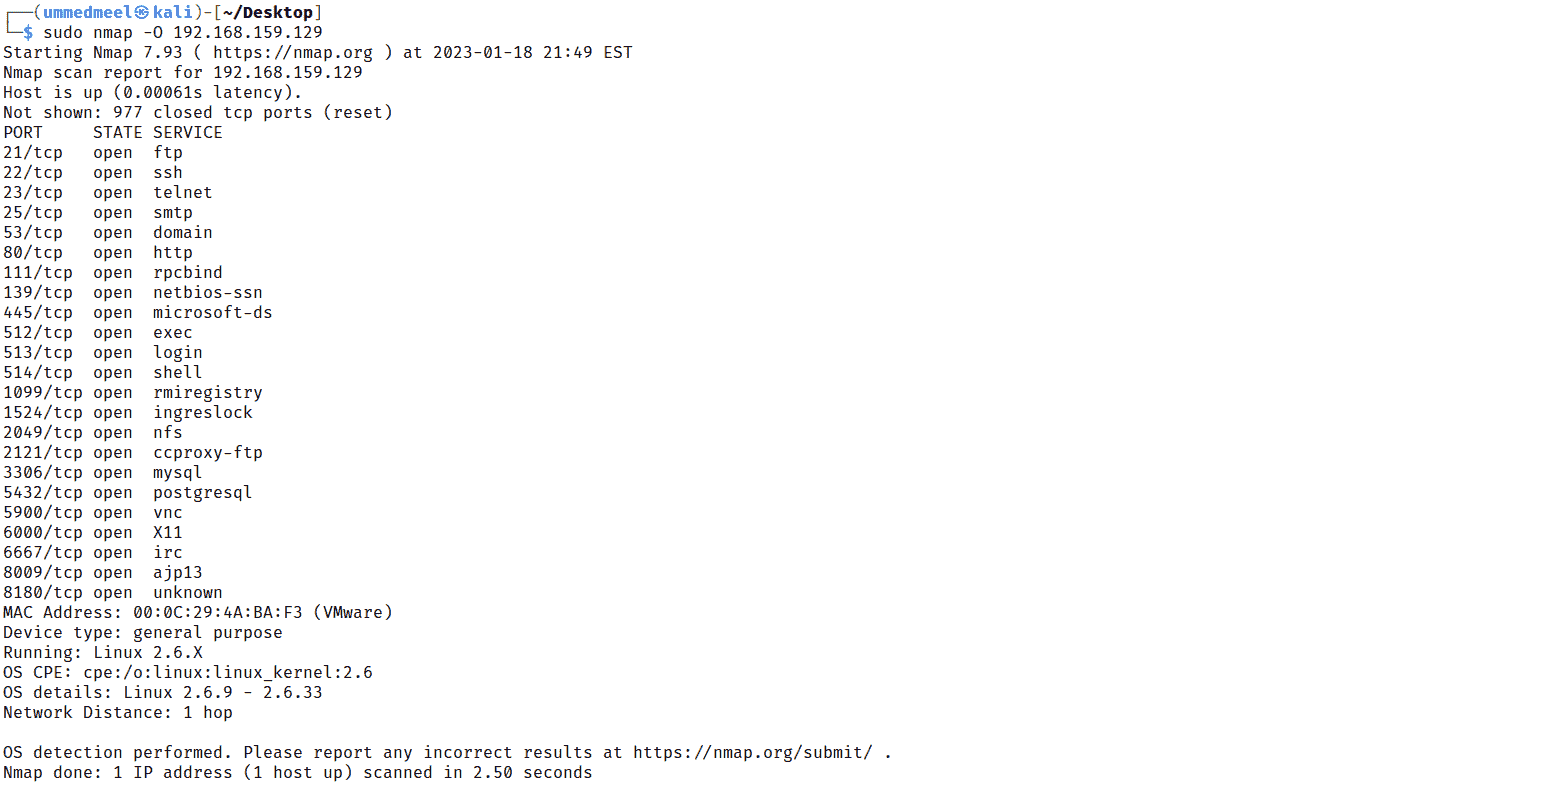 ┌──(ummedmeel㉿kali)-[~/Desktop]
└─$ sudo nmap -O 192.168.159.129
Starting Nmap 7.93 ( https://nmap.org ) at 2023-01-18 21:49 EST
Nmap scan report for 192.168.159.129
Host is up (0.00061s latency).
Not shown: 977 closed tcp ports (reset)
PORT     STATE SERVICE
21/tcp   open  ftp
22/tcp   open  ssh
23/tcp   open  telnet
25/tcp   open  smtp
53/tcp   open  domain
80/tcp   open  http
111/tcp  open  rpcbind
139/tcp  open  netbios-ssn
445/tcp  open  microsoft-ds
512/tcp  open  exec
513/tcp  open  login
514/tcp  open  shell
1099/tcp open  rmiregistry
1524/tcp open  ingreslock
2049/tcp open  nfs
2121/tcp open  ccproxy-ftp
3306/tcp open  mysql
5432/tcp open  postgresql
5900/tcp open  vnc
6000/tcp open  X11
6667/tcp open  irc
8009/tcp open  ajp13
8180/tcp open  unknown
MAC Address: 00:0C:29:4A:BA:F3 (VMware)
Device type: general purpose
Running: Linux 2.6.X
OS CPE: cpe:/o:linux:linux_kernel:2.6
OS details: Linux 2.6.9 - 2.6.33
Network Distance: 1 hop
OS detection performed. Please report any incorrect results at https://nmap.org/submit/ .
Nmap done: 1 IP address (1 host up) scanned in 2.50 seconds